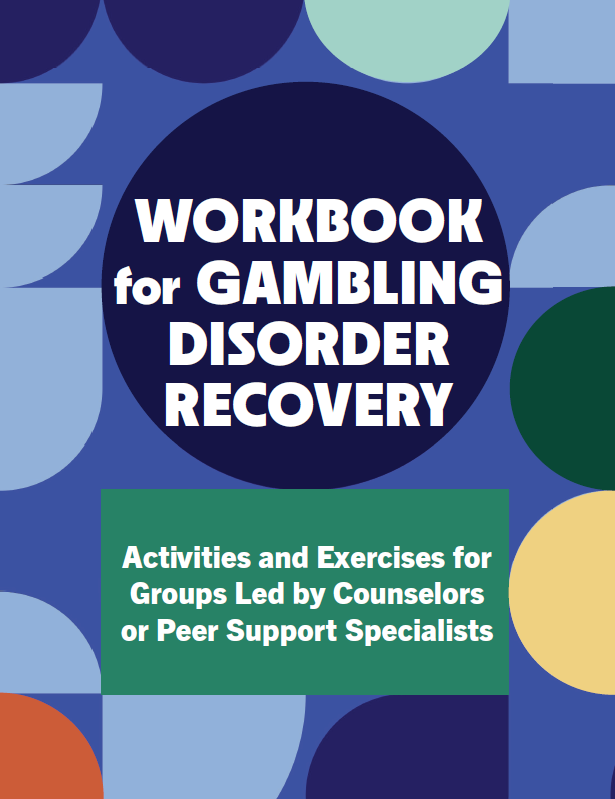 WORKBOOK
for GAMBLING
DISORDER
RECOVERY
Activities and Exercises for
Groups Led by Counselors
or Peer Support Specialists